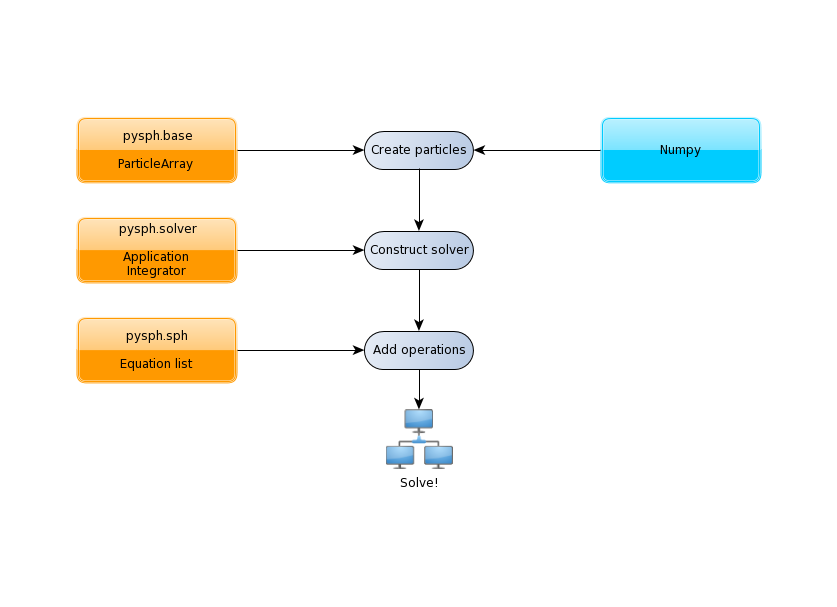 pysph.base
ParticleArray
Create particles
Numpy
pysph.solver
Application
Integrator
Construct solver
pysph.sph
Equation list
Add operations
Solve!